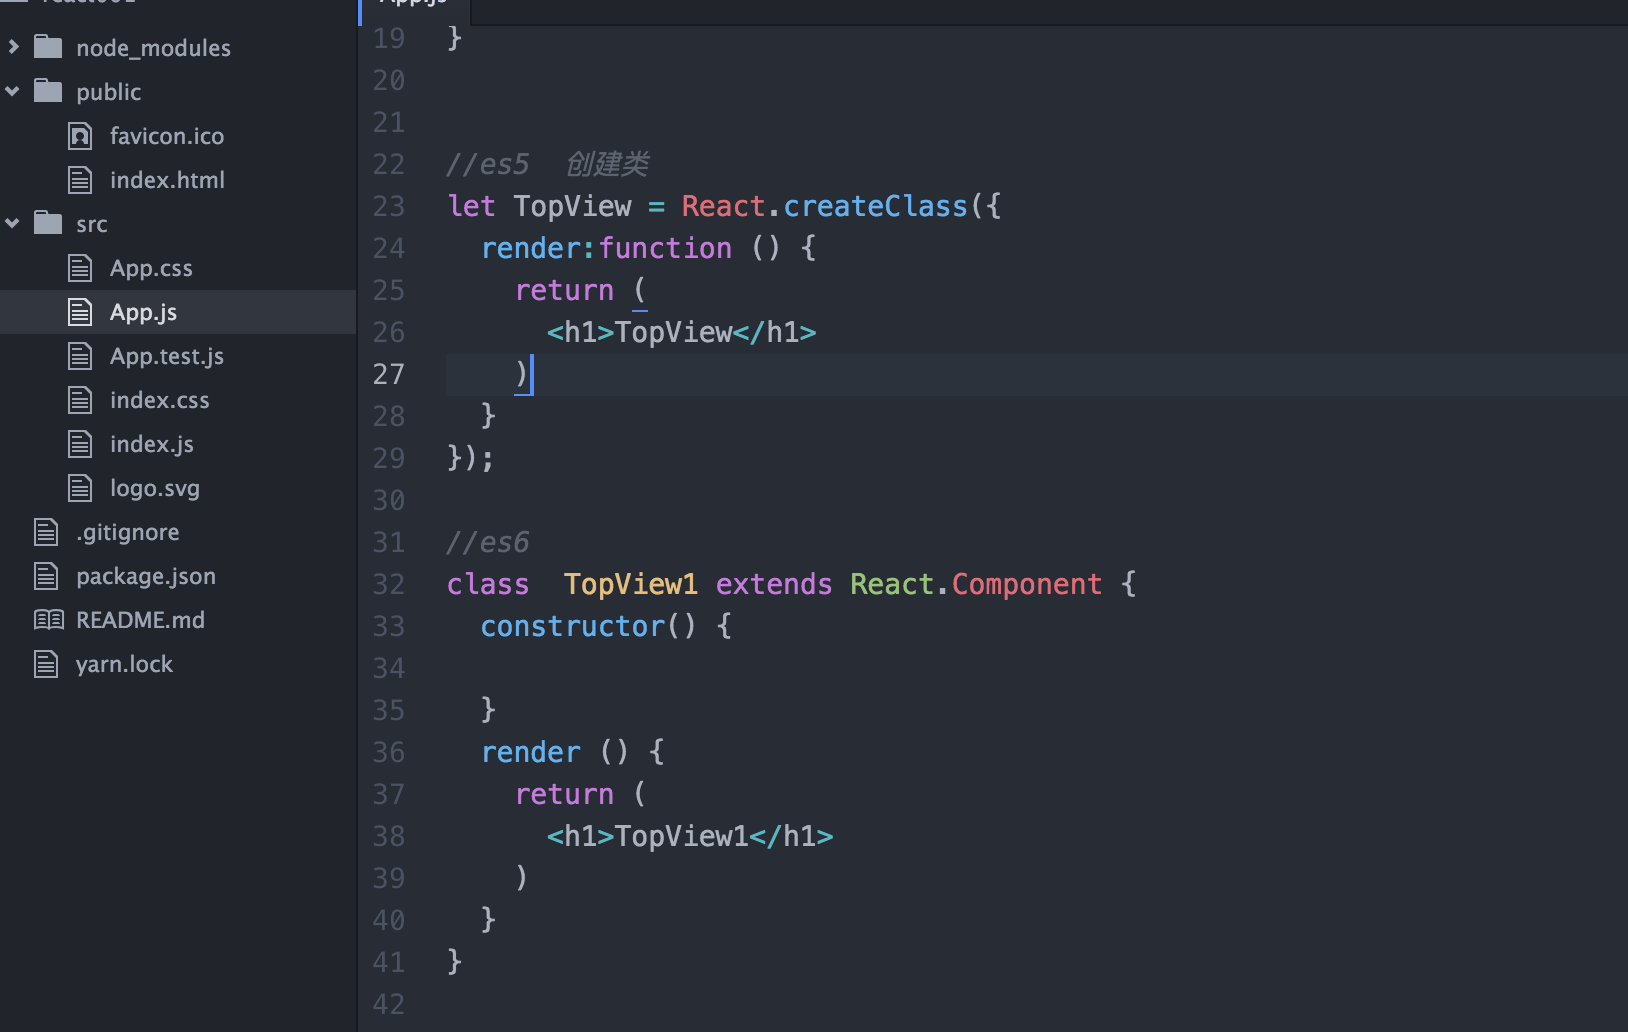 node_modules
public
favicon.ico
index.html
src
App.css
App.js
App.test.js
index.css
index.js
logo.svg
.gitignore
package.json
README.md
yarn.lock
App.js
19 }
20
21
22 //es5  创建类
23 let TopView = React.createClass({
24   render:function () {
25     return (
26       <h1>TopView</h1>
27     )
28   }
29 });
30
31 //es6
32 class  TopView1 extends React.Component {
33   constructor() {
34
35   }
36   render () {
37     return (
38       <h1>TopView1</h1>
39     )
40   }
41 }
42